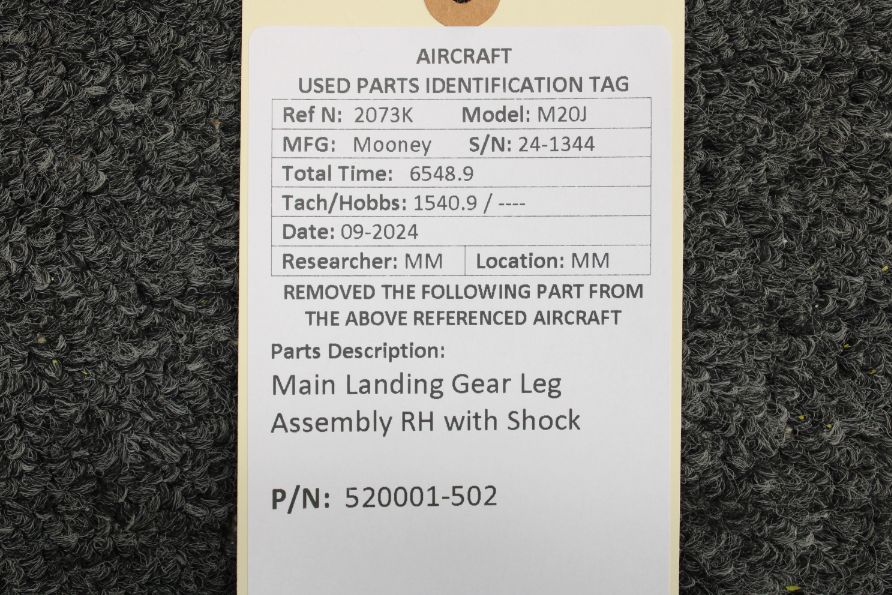 AIRCRAFT
USED PARTS IDENTIFICATION TAG
Ref N: 2073K Model: M20J
MFG: Mooney S/N: 24-1344
Total Time: 6548.9
Tach/Hobbs: 1540.9 / ----
Date: 09-2024
Researcher: MM Location: MM
REMOVED THE FOLLOWING PART FROM
THE ABOVE REFERENCED AIRCRAFT
Parts Description:
Main Landing Gear Leg
Assembly RH with Shock
P/N: 520001-502